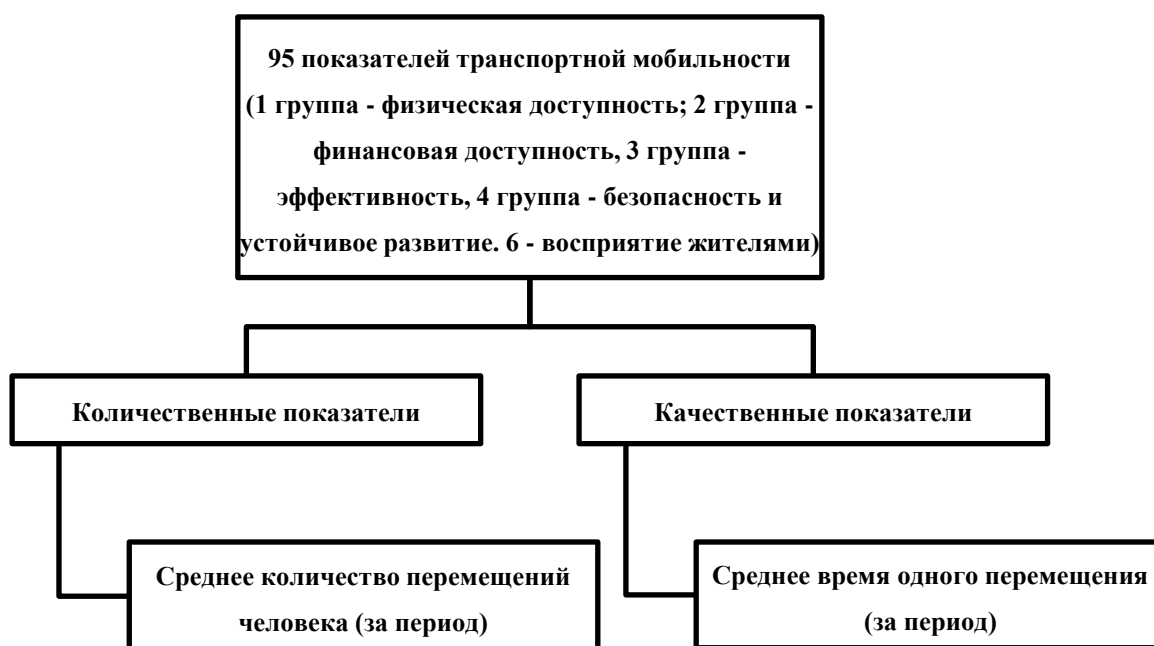 95 показателей транспортной мобильности
(1 группа - физическая доступность; 2 группа -
финансовая доступность, 3 группа -
эффективность, 4 группа - безопасность и
устойчивое развитие. 6 - восприятие жителями)
Количественные показатели
Качественные показатели
Среднее количество перемещений
человека (за период)
Среднее время одного перемещения
(за период)